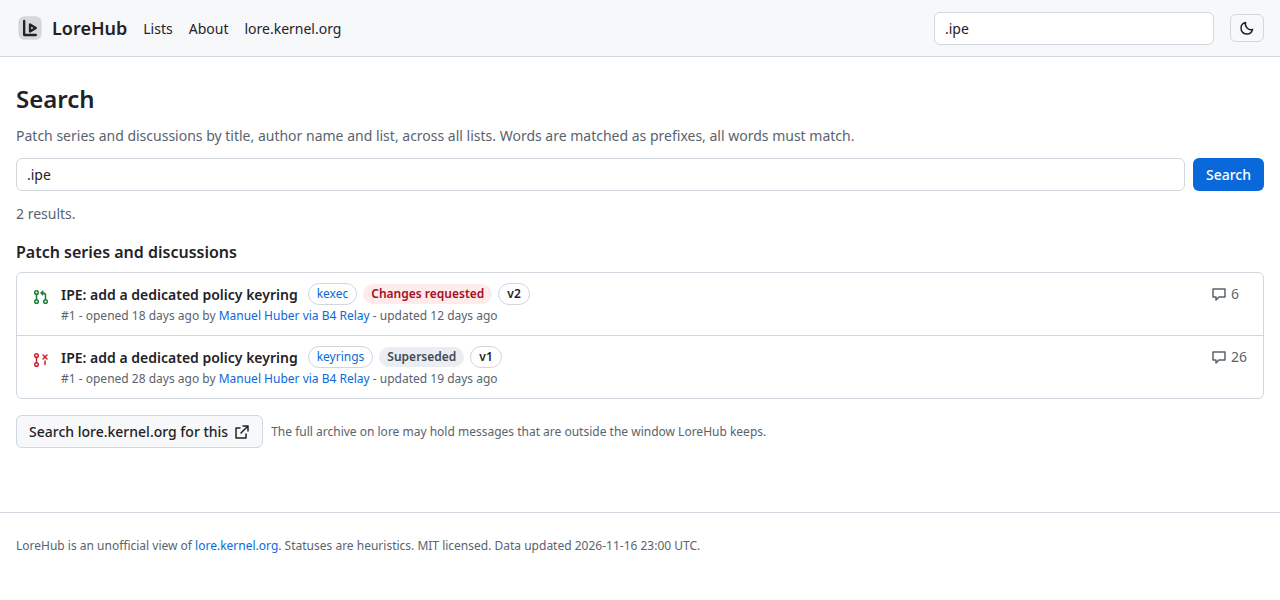 LoreHub Lists About lore.kernel.org .ipe
Search
Patch series and discussions by title, author name and list, across all lists. Words are matched as prefixes, all words must match.
.ipe Search
2 results.
Patch series and discussions
IPE: add a dedicated policy keyring kexec Changes requested v2 6
#1 - opened 18 days ago by Manuel Huber via B4 Relay - updated 12 days ago
IPE: add a dedicated policy keyring keyrings Superseded v1 26
#1 - opened 28 days ago by Manuel Huber via B4 Relay - updated 19 days ago
Search lore.kernel.org for this The full archive on lore may hold messages that are outside the window LoreHub keeps.
LoreHub is an unofficial view of lore.kernel.org. Statuses are heuristics. MIT licensed. Data updated 2026-11-16 23:00 UTC.